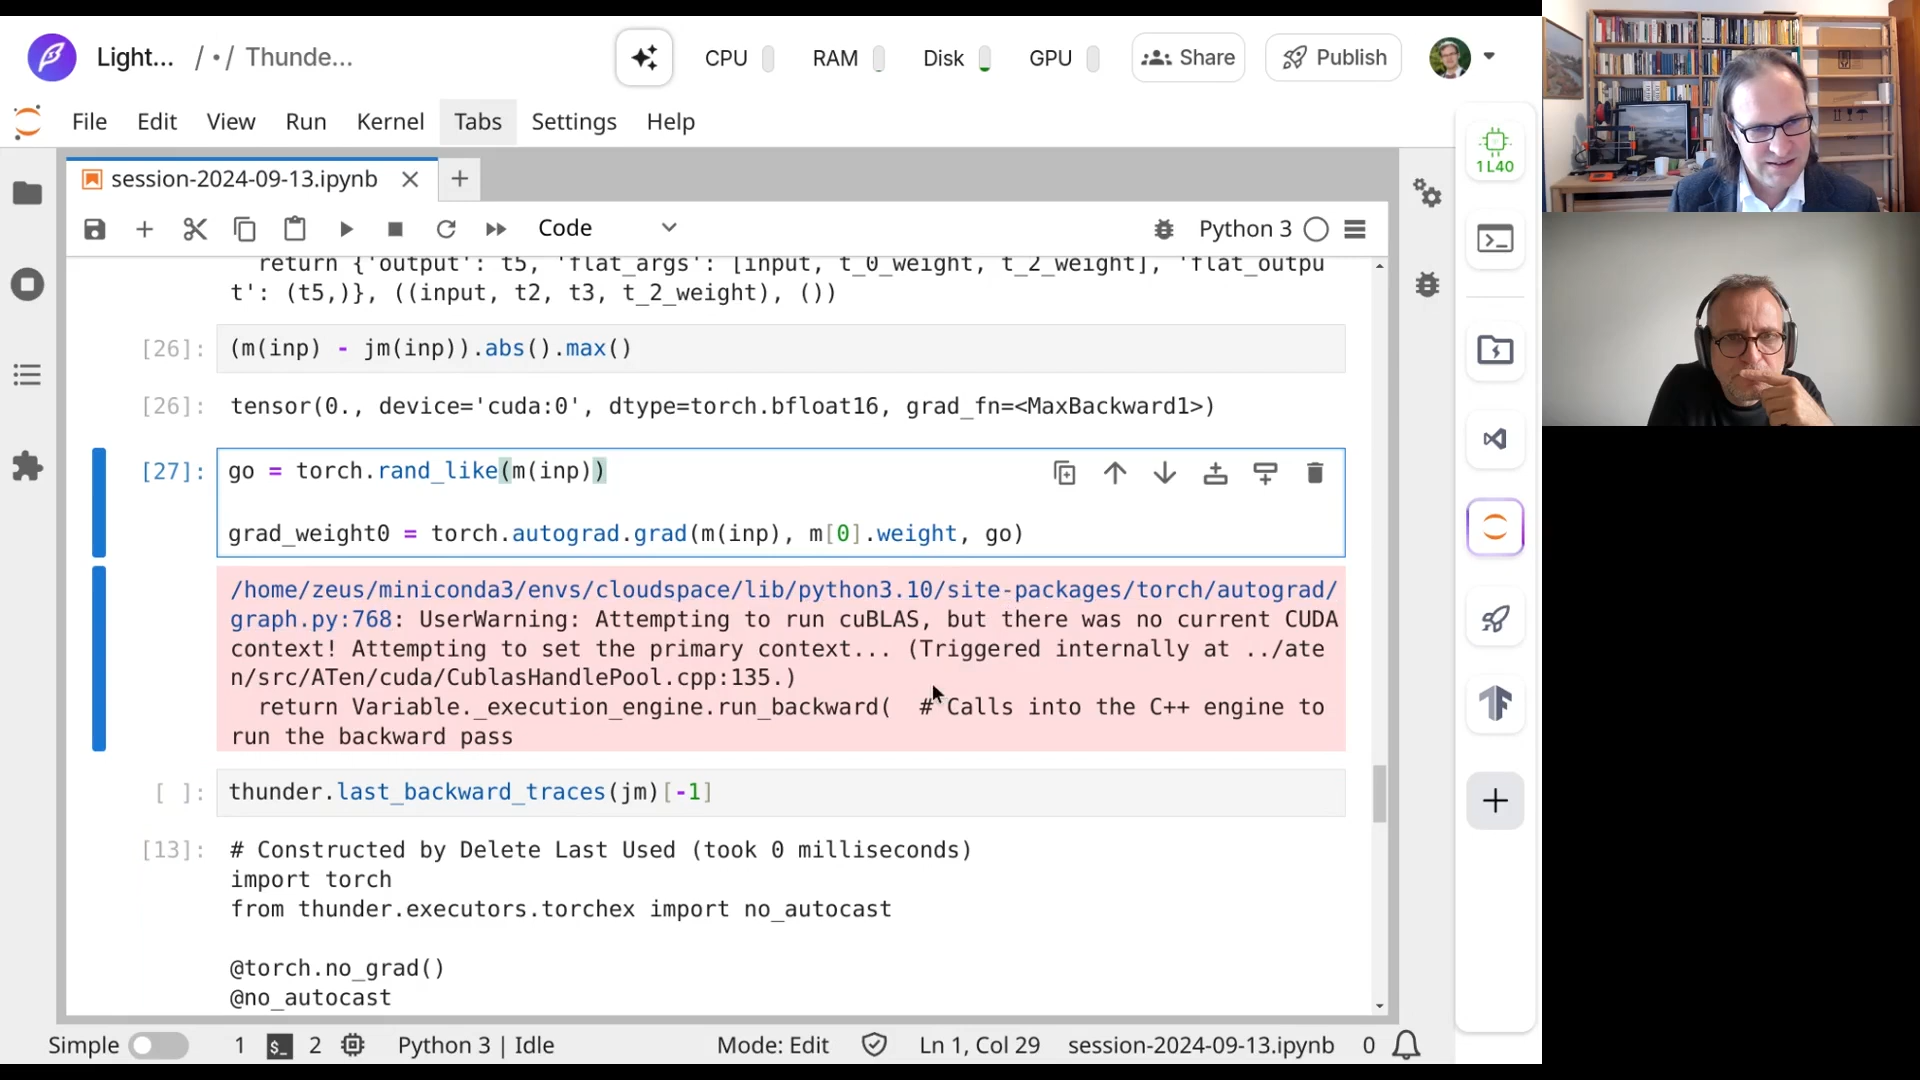 Light... / • / Thunde...
CPU RAM Disk GPU Share Publish
File Edit View Run Kernel Tabs Settings Help
1 L40
session-2024-09-13.ipynb
Code Python 3
return {'output': t5, 'flat_args': [input, t_0_weight, t_2_weight], 'flat_outpu
t': (t5,)}, ((input, t2, t3, t_2_weight), ())
[26]: (m(inp) - jm(inp)).abs().max()
[26]: tensor(0., device='cuda:0', dtype=torch.bfloat16, grad_fn=<MaxBackward1>)
[27]: go = torch.rand_like(m(inp))
grad_weight0 = torch.autograd.grad(m(inp), m[0].weight, go)
/home/zeus/miniconda3/envs/cloudspace/lib/python3.10/site-packages/torch/autograd/
graph.py:768: UserWarning: Attempting to run cuBLAS, but there was no current CUDA
context! Attempting to set the primary context... (Triggered internally at ../ate
n/src/ATen/cuda/CublasHandlePool.cpp:135.)
return Variable._execution_engine.run_backward( # Calls into the C++ engine to
run the backward pass
[ ]: thunder.last_backward_traces(jm)[-1]
[13]: # Constructed by Delete Last Used (took 0 milliseconds)
import torch
from thunder.executors.torchex import no_autocast
@torch.no_grad()
@no_autocast
Simple 1 $_ 2 Python 3 | Idle Mode: Edit Ln 1, Col 29 session-2024-09-13.ipynb 0